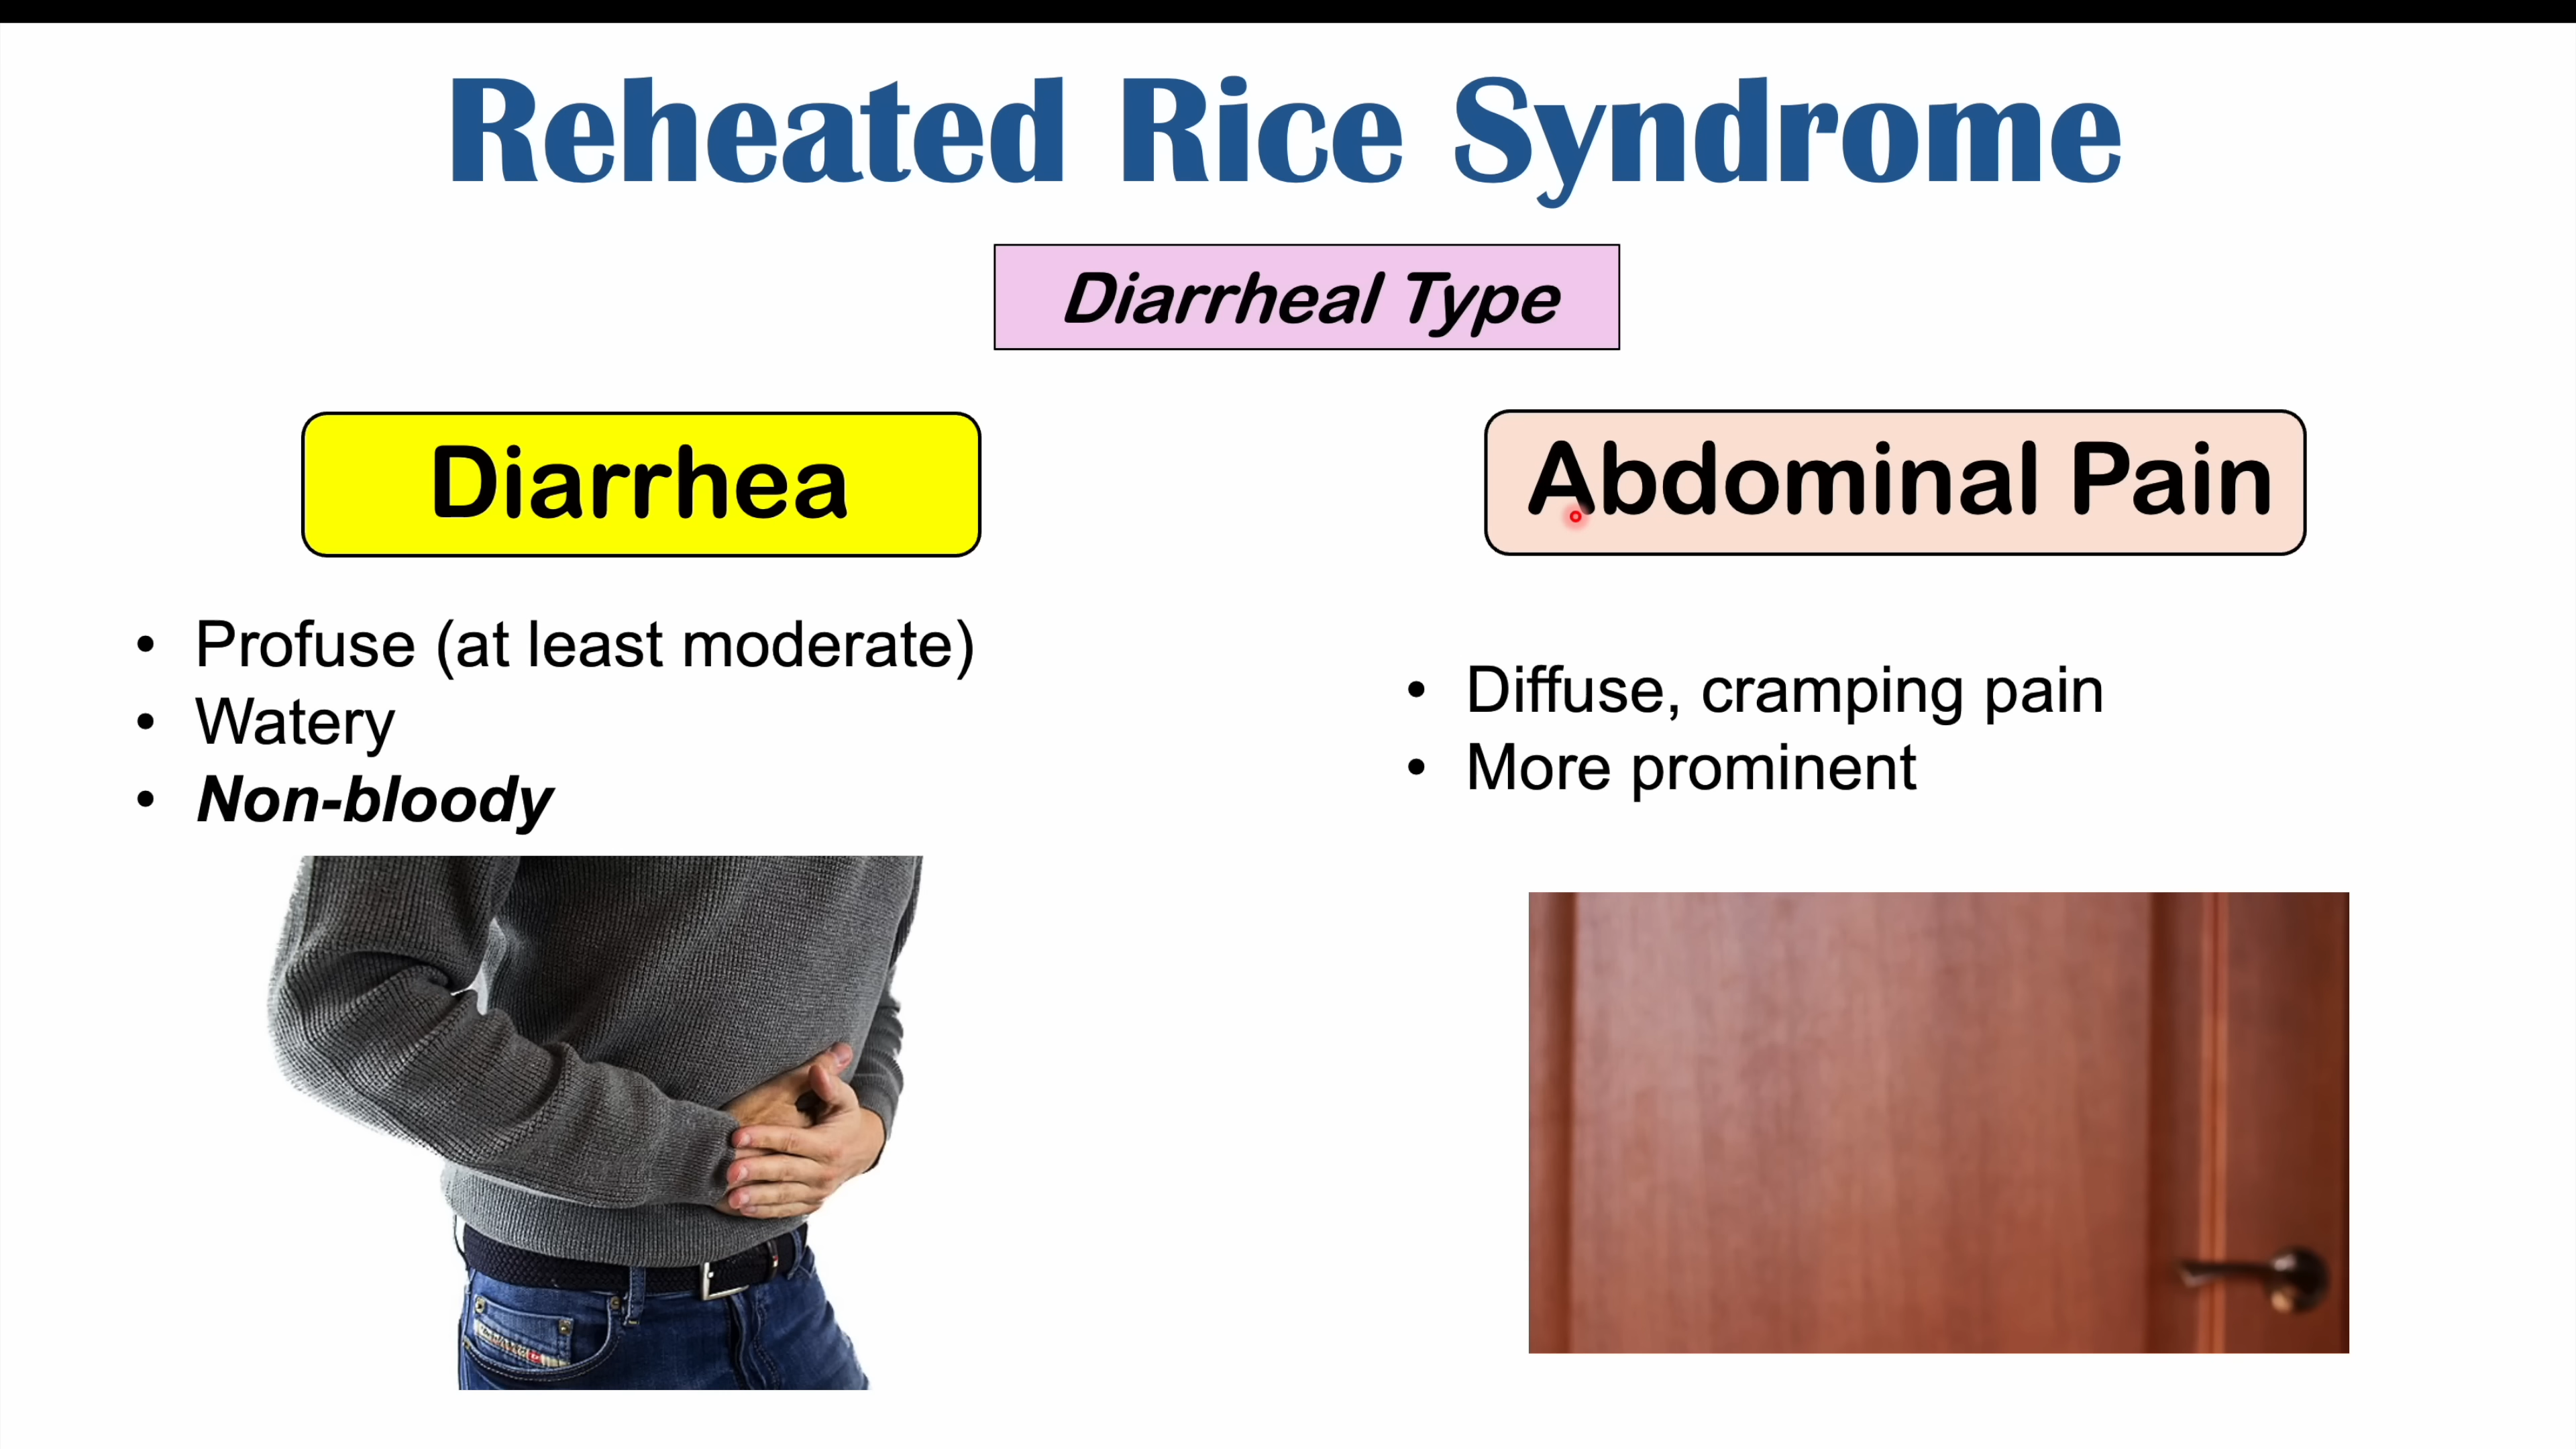 Reheated Rice Syndrome
Diarrheal Type
Diarrhea
• Profuse (at least moderate)
• Watery
• Non-bloody
Abdominal Pain
• Diffuse, cramping pain
• More prominent